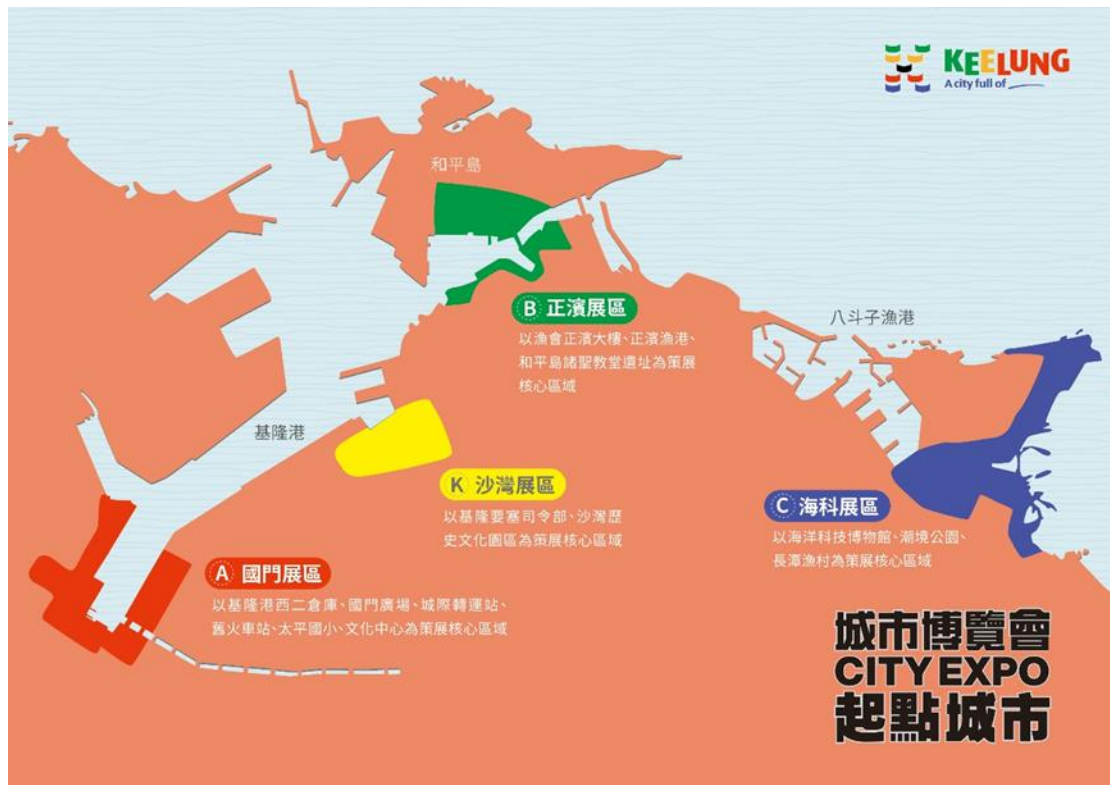 KEELUNG
A city full of
和平島
B 正濱展區
以漁會正濱大樓、正濱漁港、
和平島諸聖教堂遺址為策展
核心區域
八斗子漁港
基隆港
K 沙灣展區
以基隆要塞司令部、沙灣歷
史文化園區為策展核心區域
C 海科展區
以海洋科技博物館、潮境公園、
長潭漁村為策展核心區域
A 國門展區
以基隆港西二倉庫、國門廣場、城際轉運站、
舊火車站、太平國小、文化中心為策展核心區域
城市博覽會
CITY EXPO
起點城市